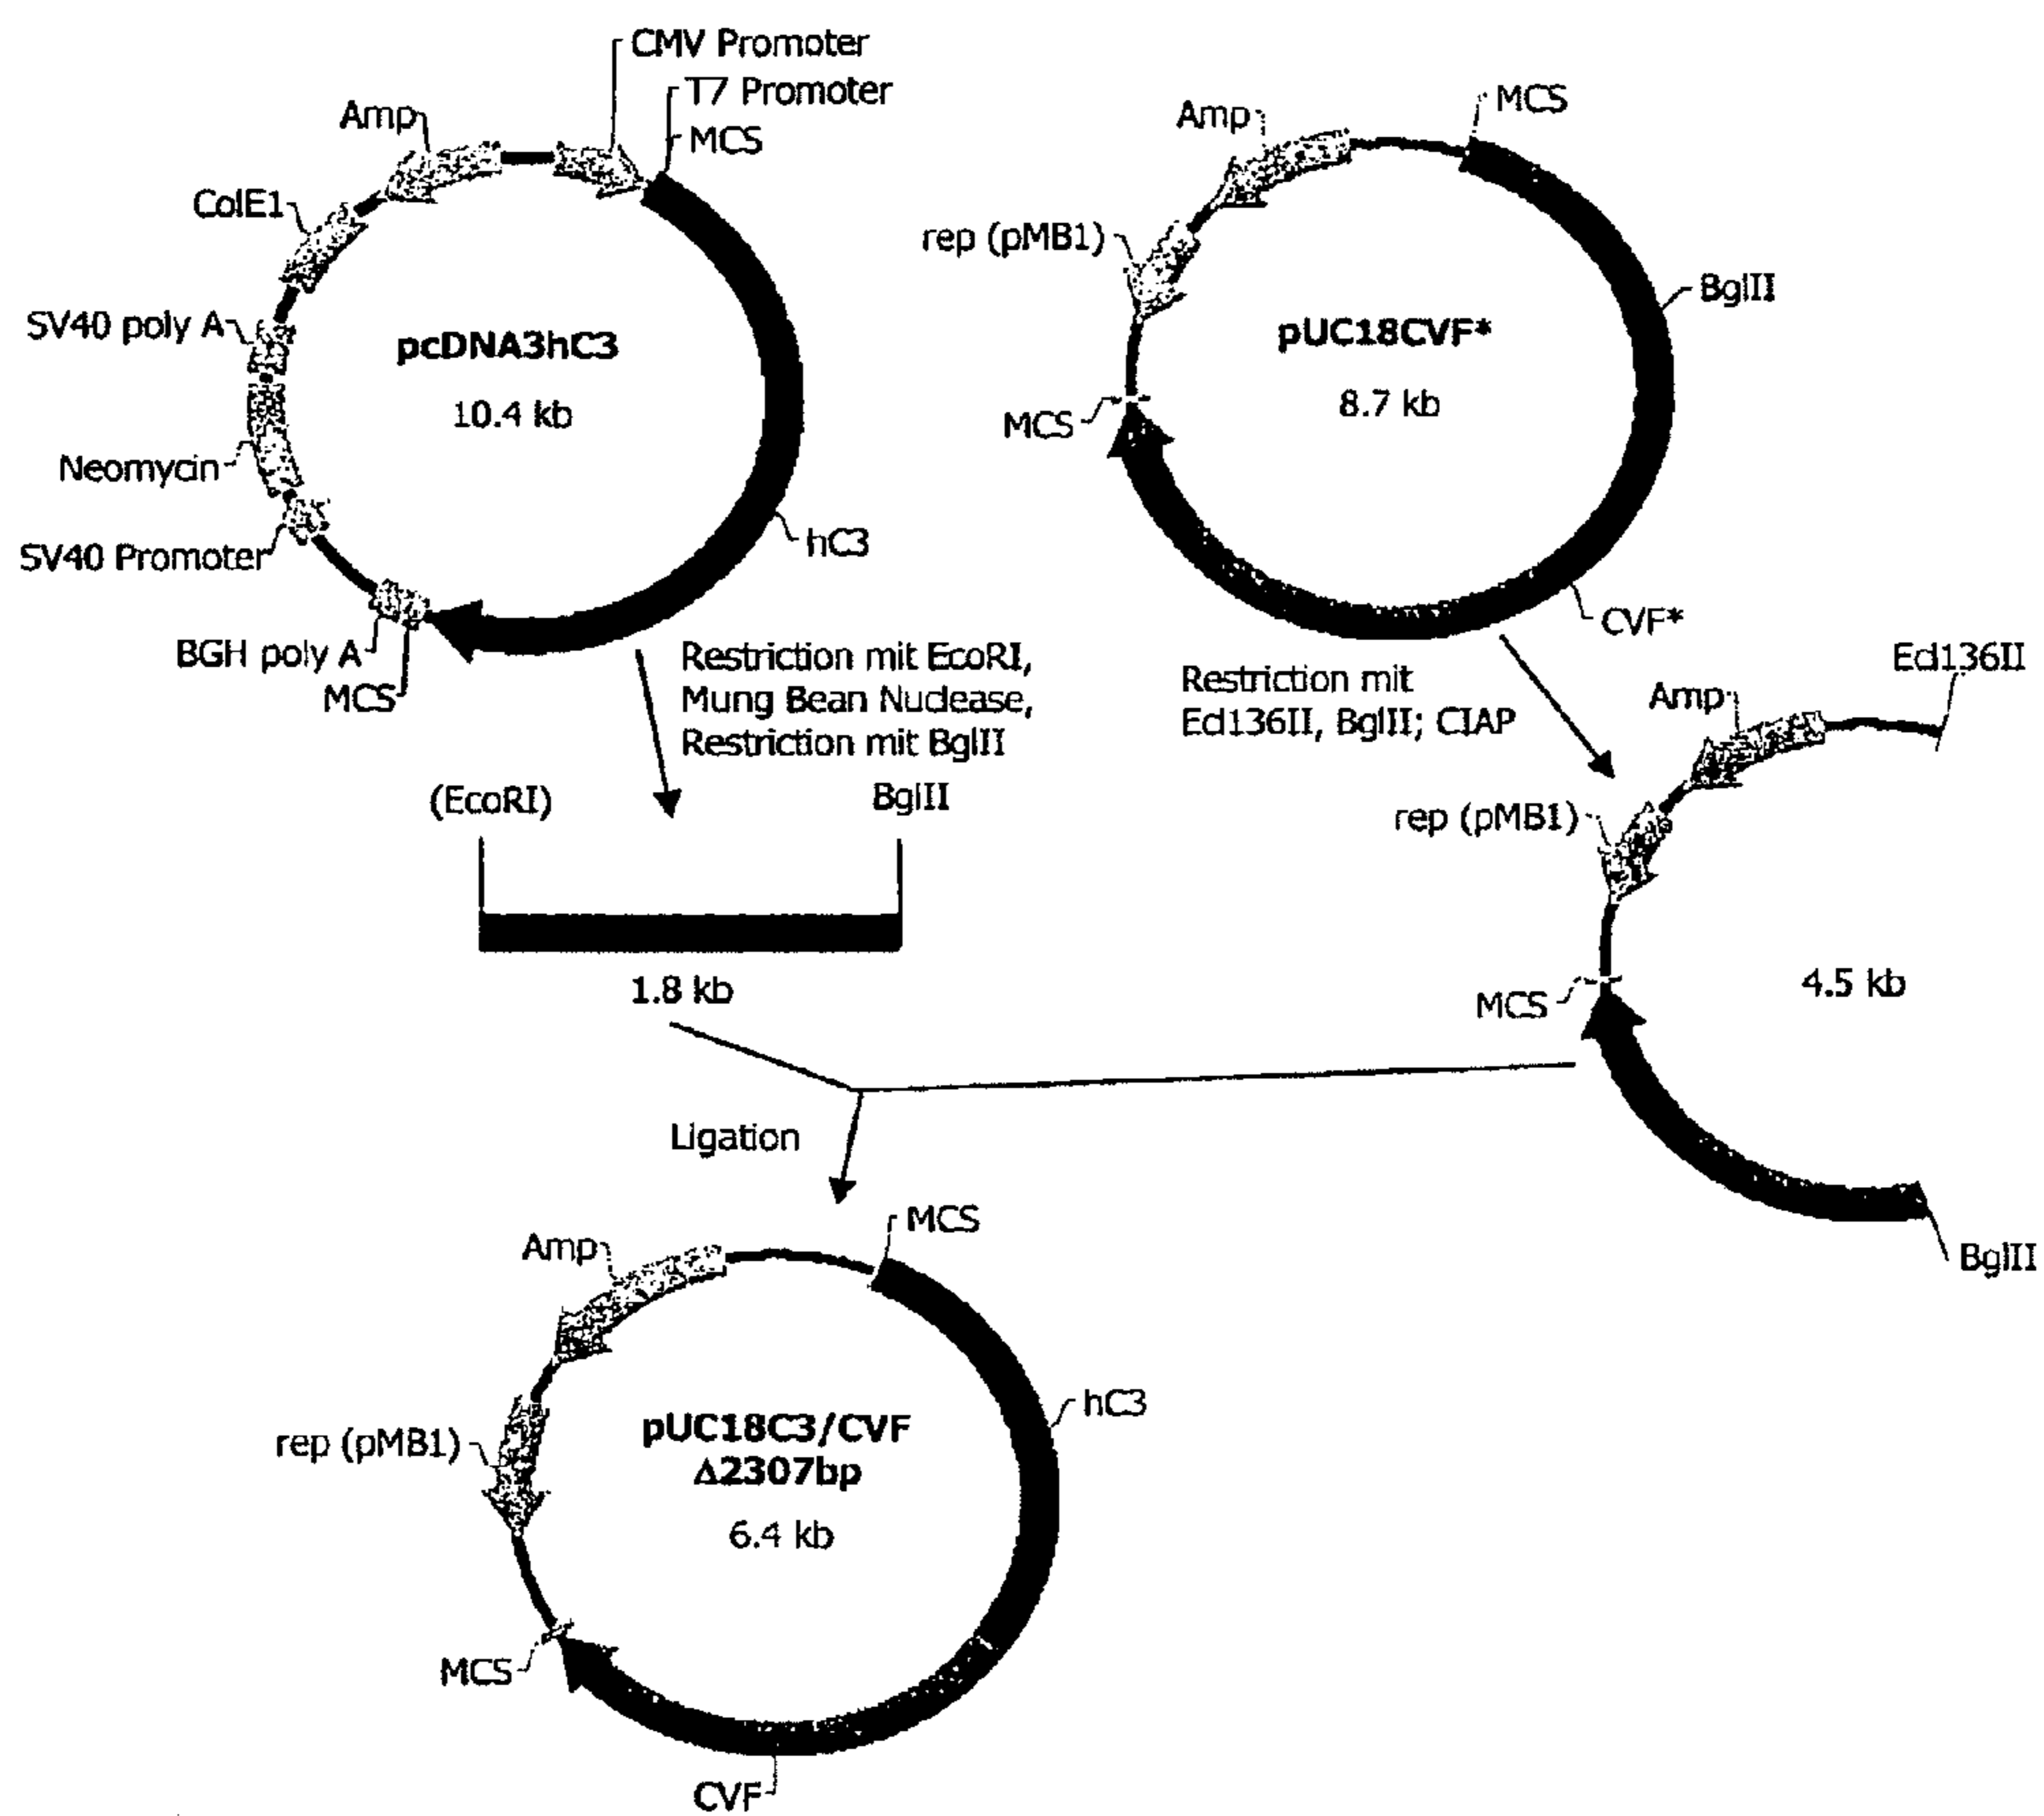 CMV Promoter
T7 Promoter
MCS
Amp
ColE1
SV40 poly A
pcDNA3hC3
10.4 kb
Neomycin
SV40 Promoter
hC3
BGH poly A
MCS
MCS
Amp
rep (pMB1)
BglII
pUC18CVF*
8.7 kb
MCS
CVF*
Restriction mit EcoRI,
Mung Bean Nuclease,
Restriction mit BglII
Restriction mit
Ecl136II, BglII; CIAP
Ecl136II
Amp
rep (pMB1)
MCS
4.5 kb
BglII
(EcoRI)
BglII
1.8 kb
Ligation
MCS
Amp
hC3
rep (pMB1)
pUC18C3/CVF
Δ2307bp
6.4 kb
MCS
CVF